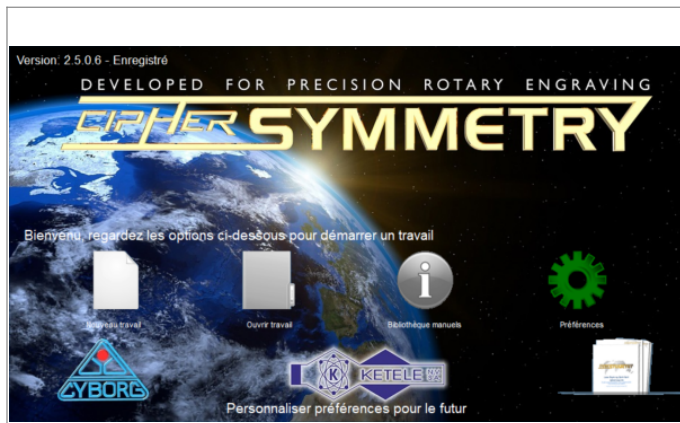 Version: 2.5.0.6 - Enregistré
DEVELOPED FOR PRECISION ROTARY ENGRAVING
CIPHER SYMMETRY
Bienvenu, regardez les options ci-dessous pour démarrer un travail
Nouveau travail
Ouvrir travail
Bibliothèque manuels
Préférences
CYBORG
K KETELE
Personnaliser préférences pour le futur